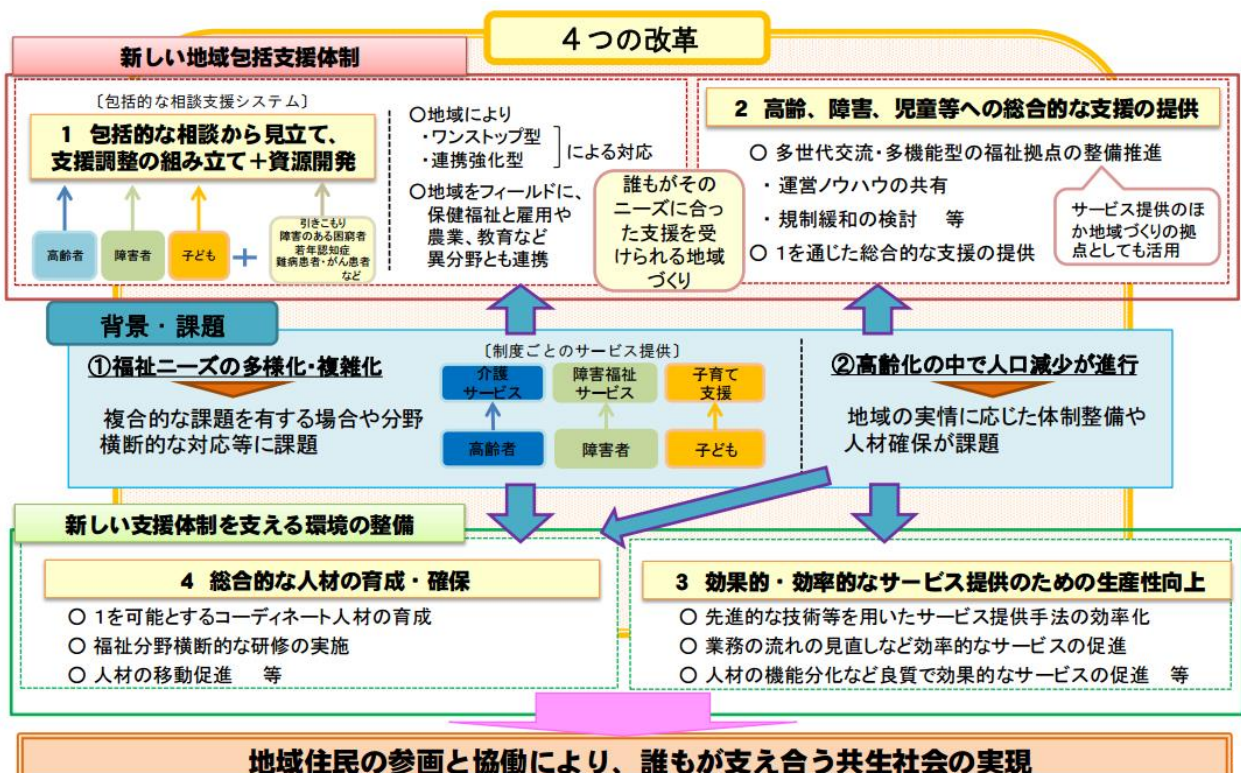 4つの改革
新しい地域包括支援体制
〔包括的な相談支援システム〕
1 包括的な相談から見立て、
支援調整の組み立て+資源開発
高齢者
障害者
子ども
+
引きこもり
障害のある困窮者
若年認知症
難病患者・がん患者
など
○地域により
・ワンストップ型
・連携強化型
による対応
○地域をフィールドに、
保健福祉と雇用や
農業、教育など
異分野とも連携
誰もがその
ニーズに合っ
た支援を受
けられる地域
づくり
2 高齢、障害、児童等への総合的な支援の提供
○ 多世代交流・多機能型の福祉拠点の整備推進
・運営ノウハウの共有
・規制緩和の検討 等
○ 1を通じた総合的な支援の提供
サービス提供のほ
か地域づくりの拠
点としても活用
背景・課題
①福祉ニーズの多様化・複雑化
複合的な課題を有する場合や分野
横断的な対応等に課題
〔制度ごとのサービス提供〕
介護
サービス
障害福祉
サービス
子育て
支援
高齢者
障害者
子ども
②高齢化の中で人口減少が進行
地域の実情に応じた体制整備や
人材確保が課題
新しい支援体制を支える環境の整備
4 総合的な人材の育成・確保
○ 1を可能とするコーディネート人材の育成
○ 福祉分野横断的な研修の実施
○ 人材の移動促進 等
3 効果的・効率的なサービス提供のための生産性向上
○ 先進的な技術等を用いたサービス提供手法の効率化
○ 業務の流れの見直しなど効率的なサービスの促進
○ 人材の機能分化など良質で効果的なサービスの促進 等
地域住民の参画と協働により、誰もが支え合う共生社会の実現